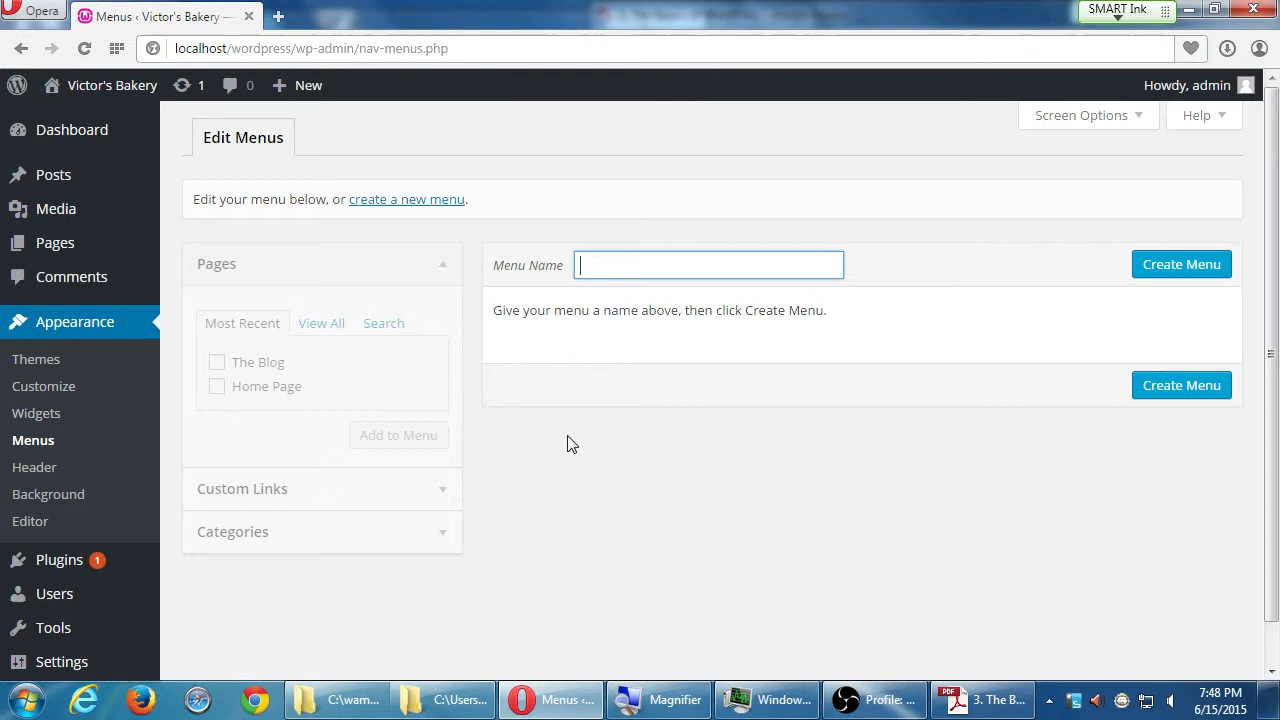 Opera
Menus ‹ Victor's Bakery —
SMART Ink
localhost/wordpress/wp-admin/nav-menus.php
Victor's Bakery 1 0 New Howdy, admin
Dashboard
Posts
Media
Pages
Comments
Appearance
Themes
Customize
Widgets
Menus
Header
Background
Editor
Plugins 1
Users
Tools
Settings
Screen Options Help
Edit Menus
Edit your menu below, or create a new menu.
Pages
Most Recent View All Search
The Blog
Home Page
Add to Menu
Custom Links
Categories
Menu Name Create Menu
Give your menu a name above, then click Create Menu.
Create Menu
C:\wam... C:\Users... Menus ‹... Magnifier Window... Profile: ... PDF 3. The B...
7:48 PM
6/15/2015